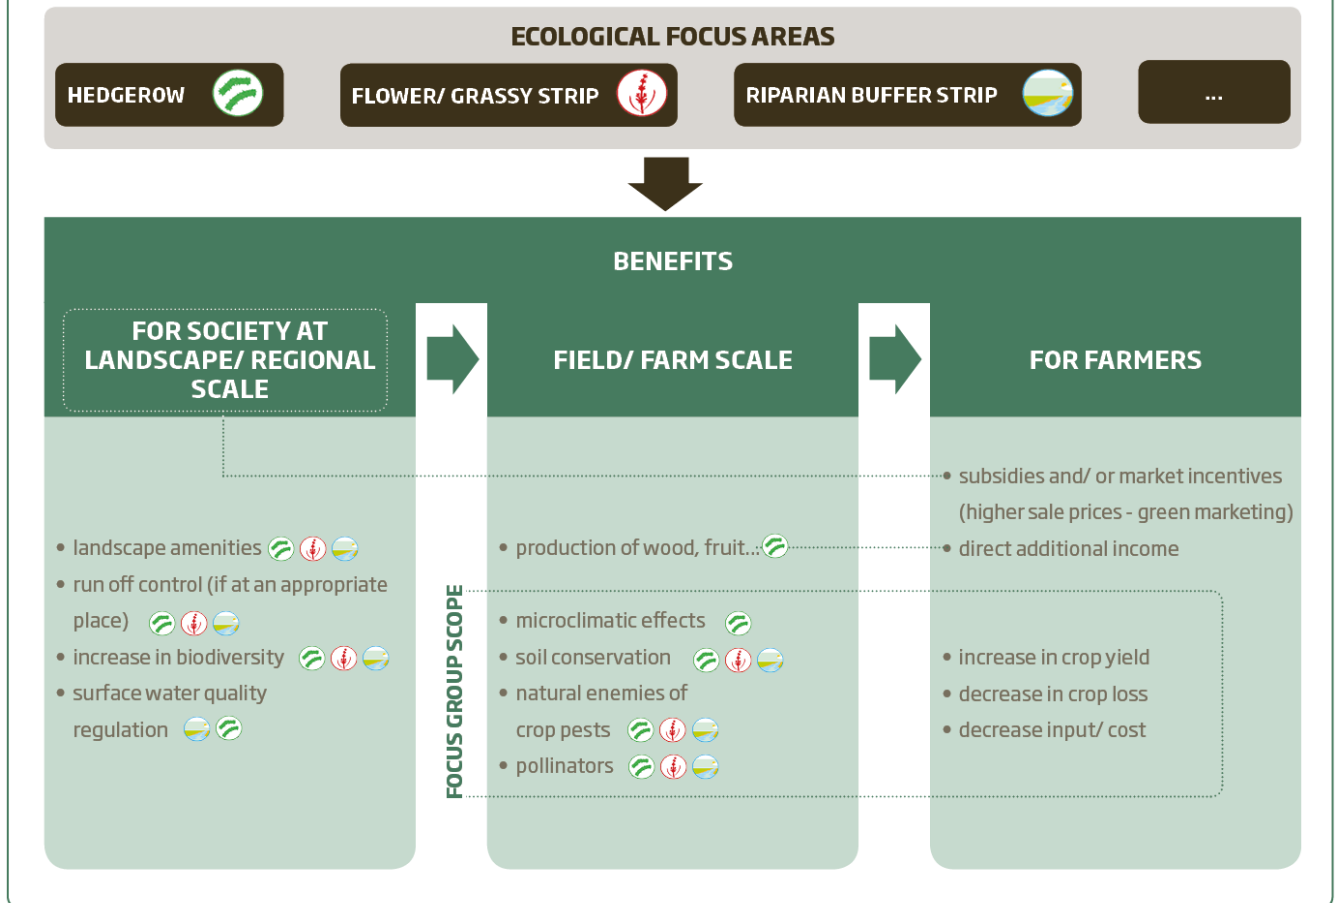 ECOLOGICAL FOCUS AREAS
HEDGEROW
FLOWER/ GRASSY STRIP
RIPARIAN BUFFER STRIP
...
BENEFITS
FOR SOCIETY AT
LANDSCAPE/ REGIONAL
SCALE
FIELD/ FARM SCALE
FOR FARMERS
• landscape amenities
• run off control (if at an appropriate
place)
• increase in biodiversity
• surface water quality
regulation
FOCUS GROUP SCOPE
• production of wood, fruit...
• microclimatic effects
• soil conservation
• natural enemies of
crop pests
• pollinators
• subsidies and/ or market incentives
(higher sale prices - green marketing)
• direct additional income
• increase in crop yield
• decrease in crop loss
• decrease input/ cost